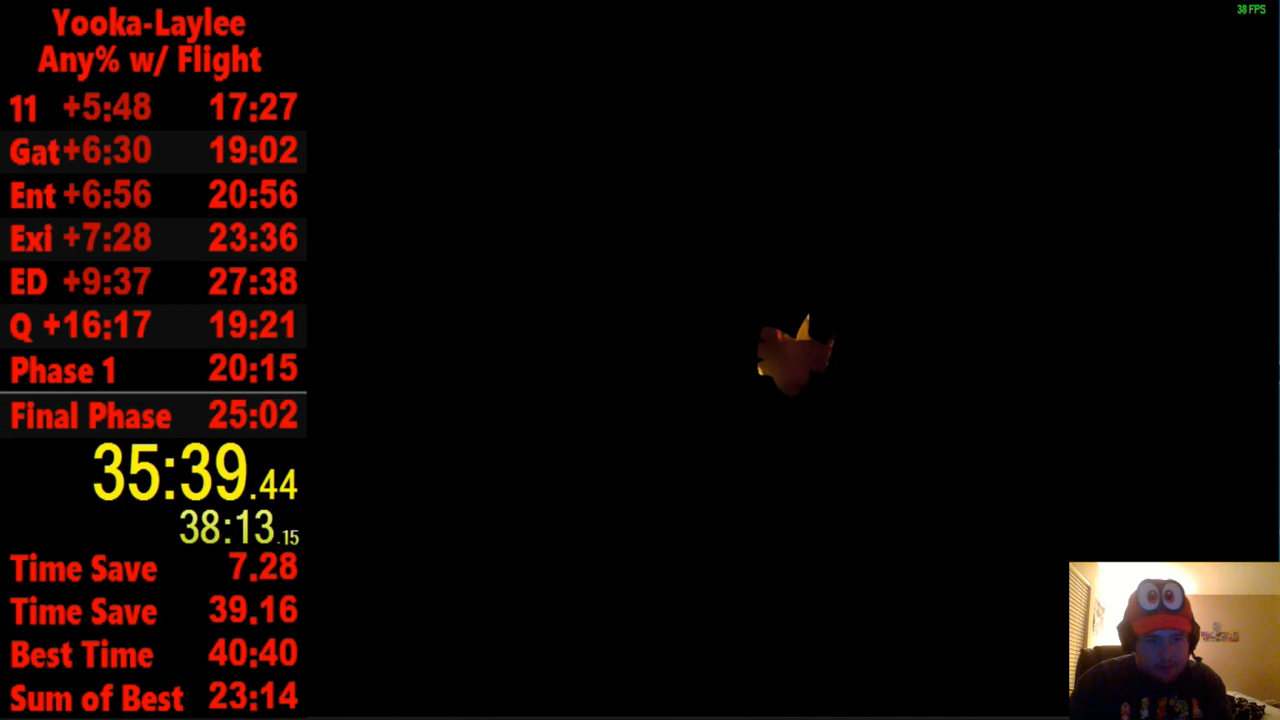 38 FPS
Yooka-Laylee
Any% w/ Flight
11 +5:48 17:27
Gat+6:30 19:02
Ent +6:56 20:56
Exi +7:28 23:36
ED +9:37 27:38
Q +16:17 19:21
Phase 1 20:15
Final Phase 25:02
35:39.44
38:13.15
Time Save 7.28
Time Save 39.16
Best Time 40:40
Sum of Best 23:14